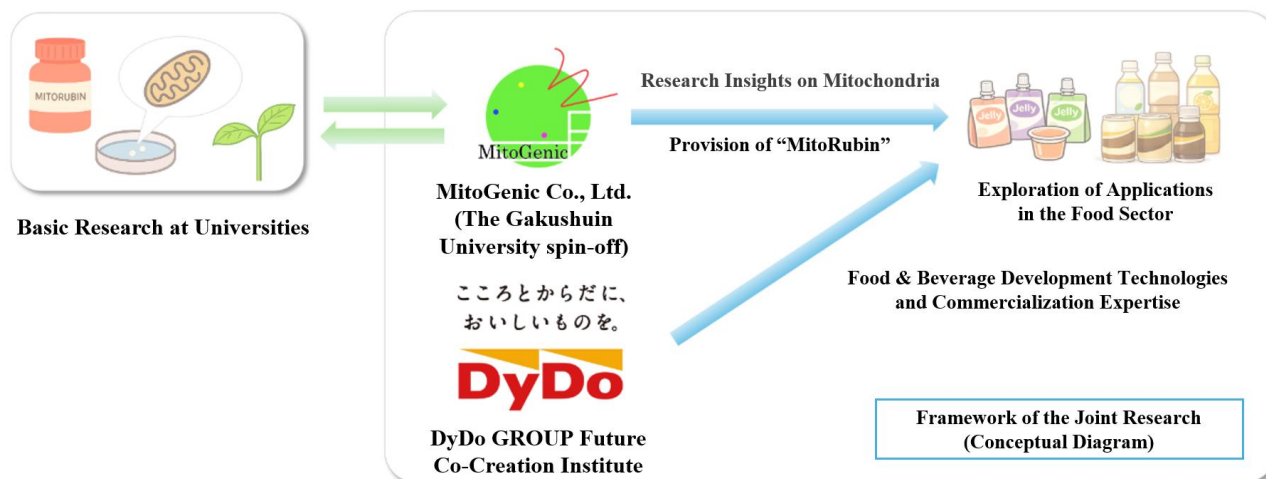 MITORUBIN
Basic Research at Universities
MitoGenic
MitoGenic Co., Ltd.
(The Gakushuin
University spin-off)
こころとからだに、
おいしいものを。
DyDo
DyDo GROUP Future
Co-Creation Institute
Research Insights on Mitochondria
Provision of “MitoRubin”
Jelly
Jelly
Jelly
Exploration of Applications
in the Food Sector
Food & Beverage Development Technologies
and Commercialization Expertise
Framework of the Joint Research
(Conceptual Diagram)